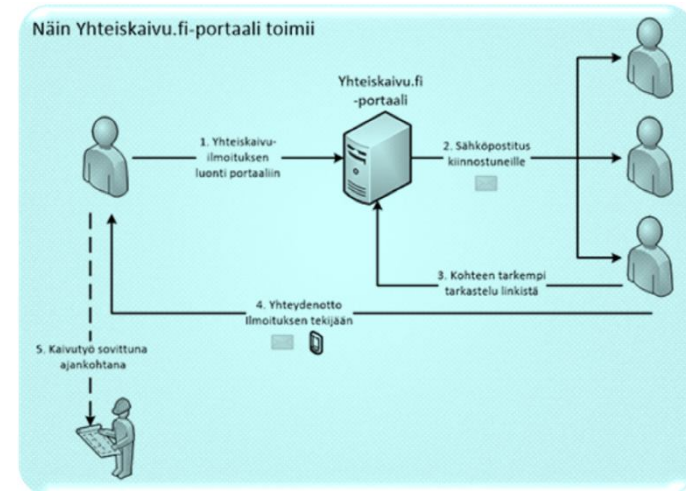 Näin Yhteiskaivu.fi-portaali toimii
Yhteiskaivu.fi
-portaali
1. Yhteiskaivu-
ilmoituksen
luonti portaaliin
2. Sähköpostitus
kiinnostuneille
3. Kohteen tarkempi
tarkastelu linkistä
4. Yhteydenotto
Ilmoituksen tekijään
5. Kaivutyö sovittuna
ajankohtana